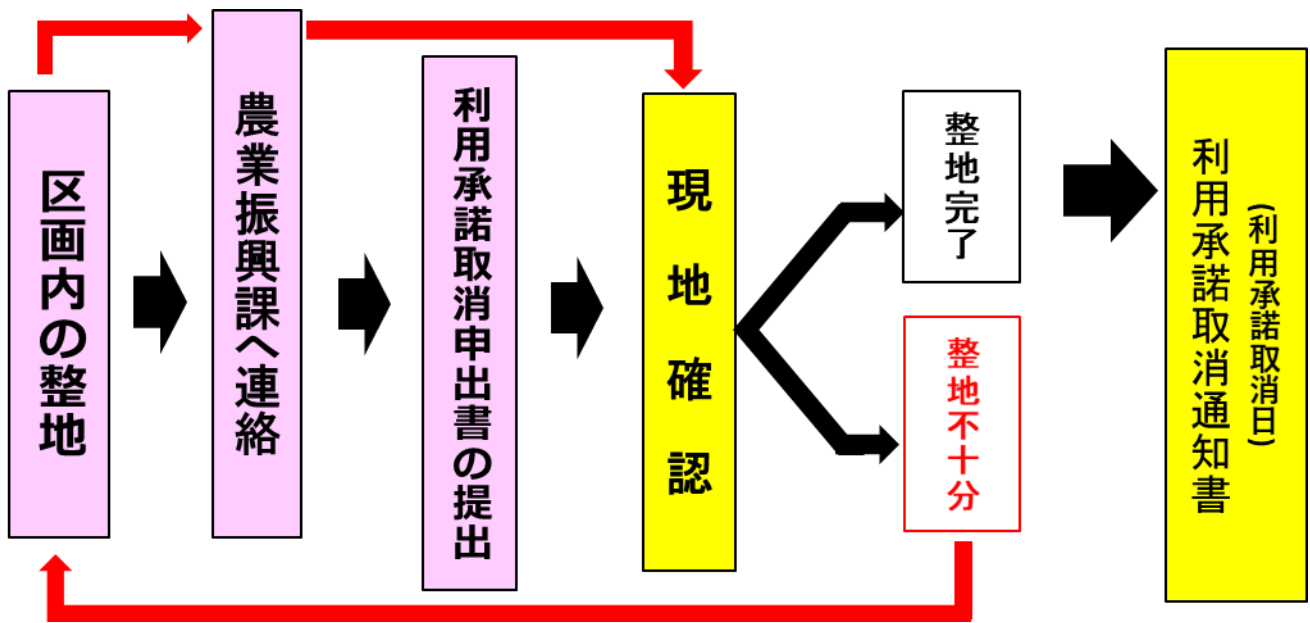 区画内の整地
農業振興課へ連絡
利用承諾取消申出書の提出
現地確認
整地完了
整地不十分
利用承諾取消通知書
(利用承諾取消日)